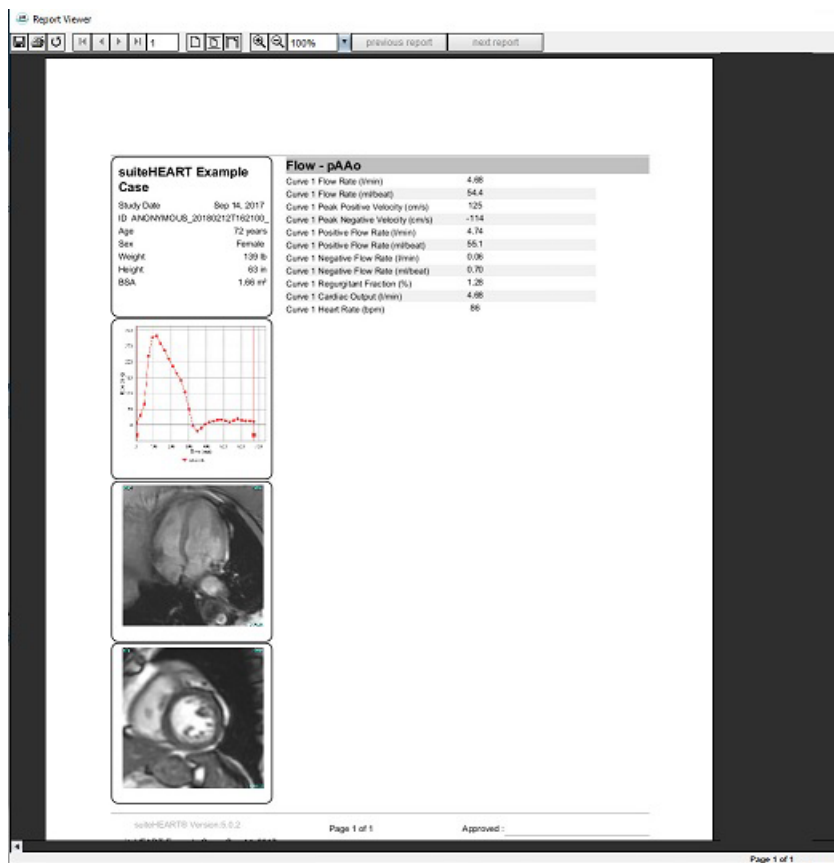 Report Viewer
1
100%
previous report
next report
suiteHEART Example
Case
Study Date Sep 14, 2017
ID ANONYMOUS_20180212T162100_
Age 72 years
Sex Female
Weight 139 lb
Height 63 in
BSA 1.66 m²
Flow - pAAo
Curve 1 Flow Rate (l/min) 4.68
Curve 1 Flow Rate (ml/beat) 54.4
Curve 1 Peak Positive Velocity (cm/s) 125
Curve 1 Peak Negative Velocity (cm/s) -114
Curve 1 Positive Flow Rate (l/min) 4.74
Curve 1 Positive Flow Rate (ml/beat) 55.1
Curve 1 Negative Flow Rate (l/min) 0.06
Curve 1 Negative Flow Rate (ml/beat) 0.70
Curve 1 Regurgitant Fraction (%) 1.28
Curve 1 Cardiac Output (l/min) 4.68
Curve 1 Heart Rate (bpm) 86
suiteHEART® Version 5.0.2
Page 1 of 1
Approved :
Page 1 of 1